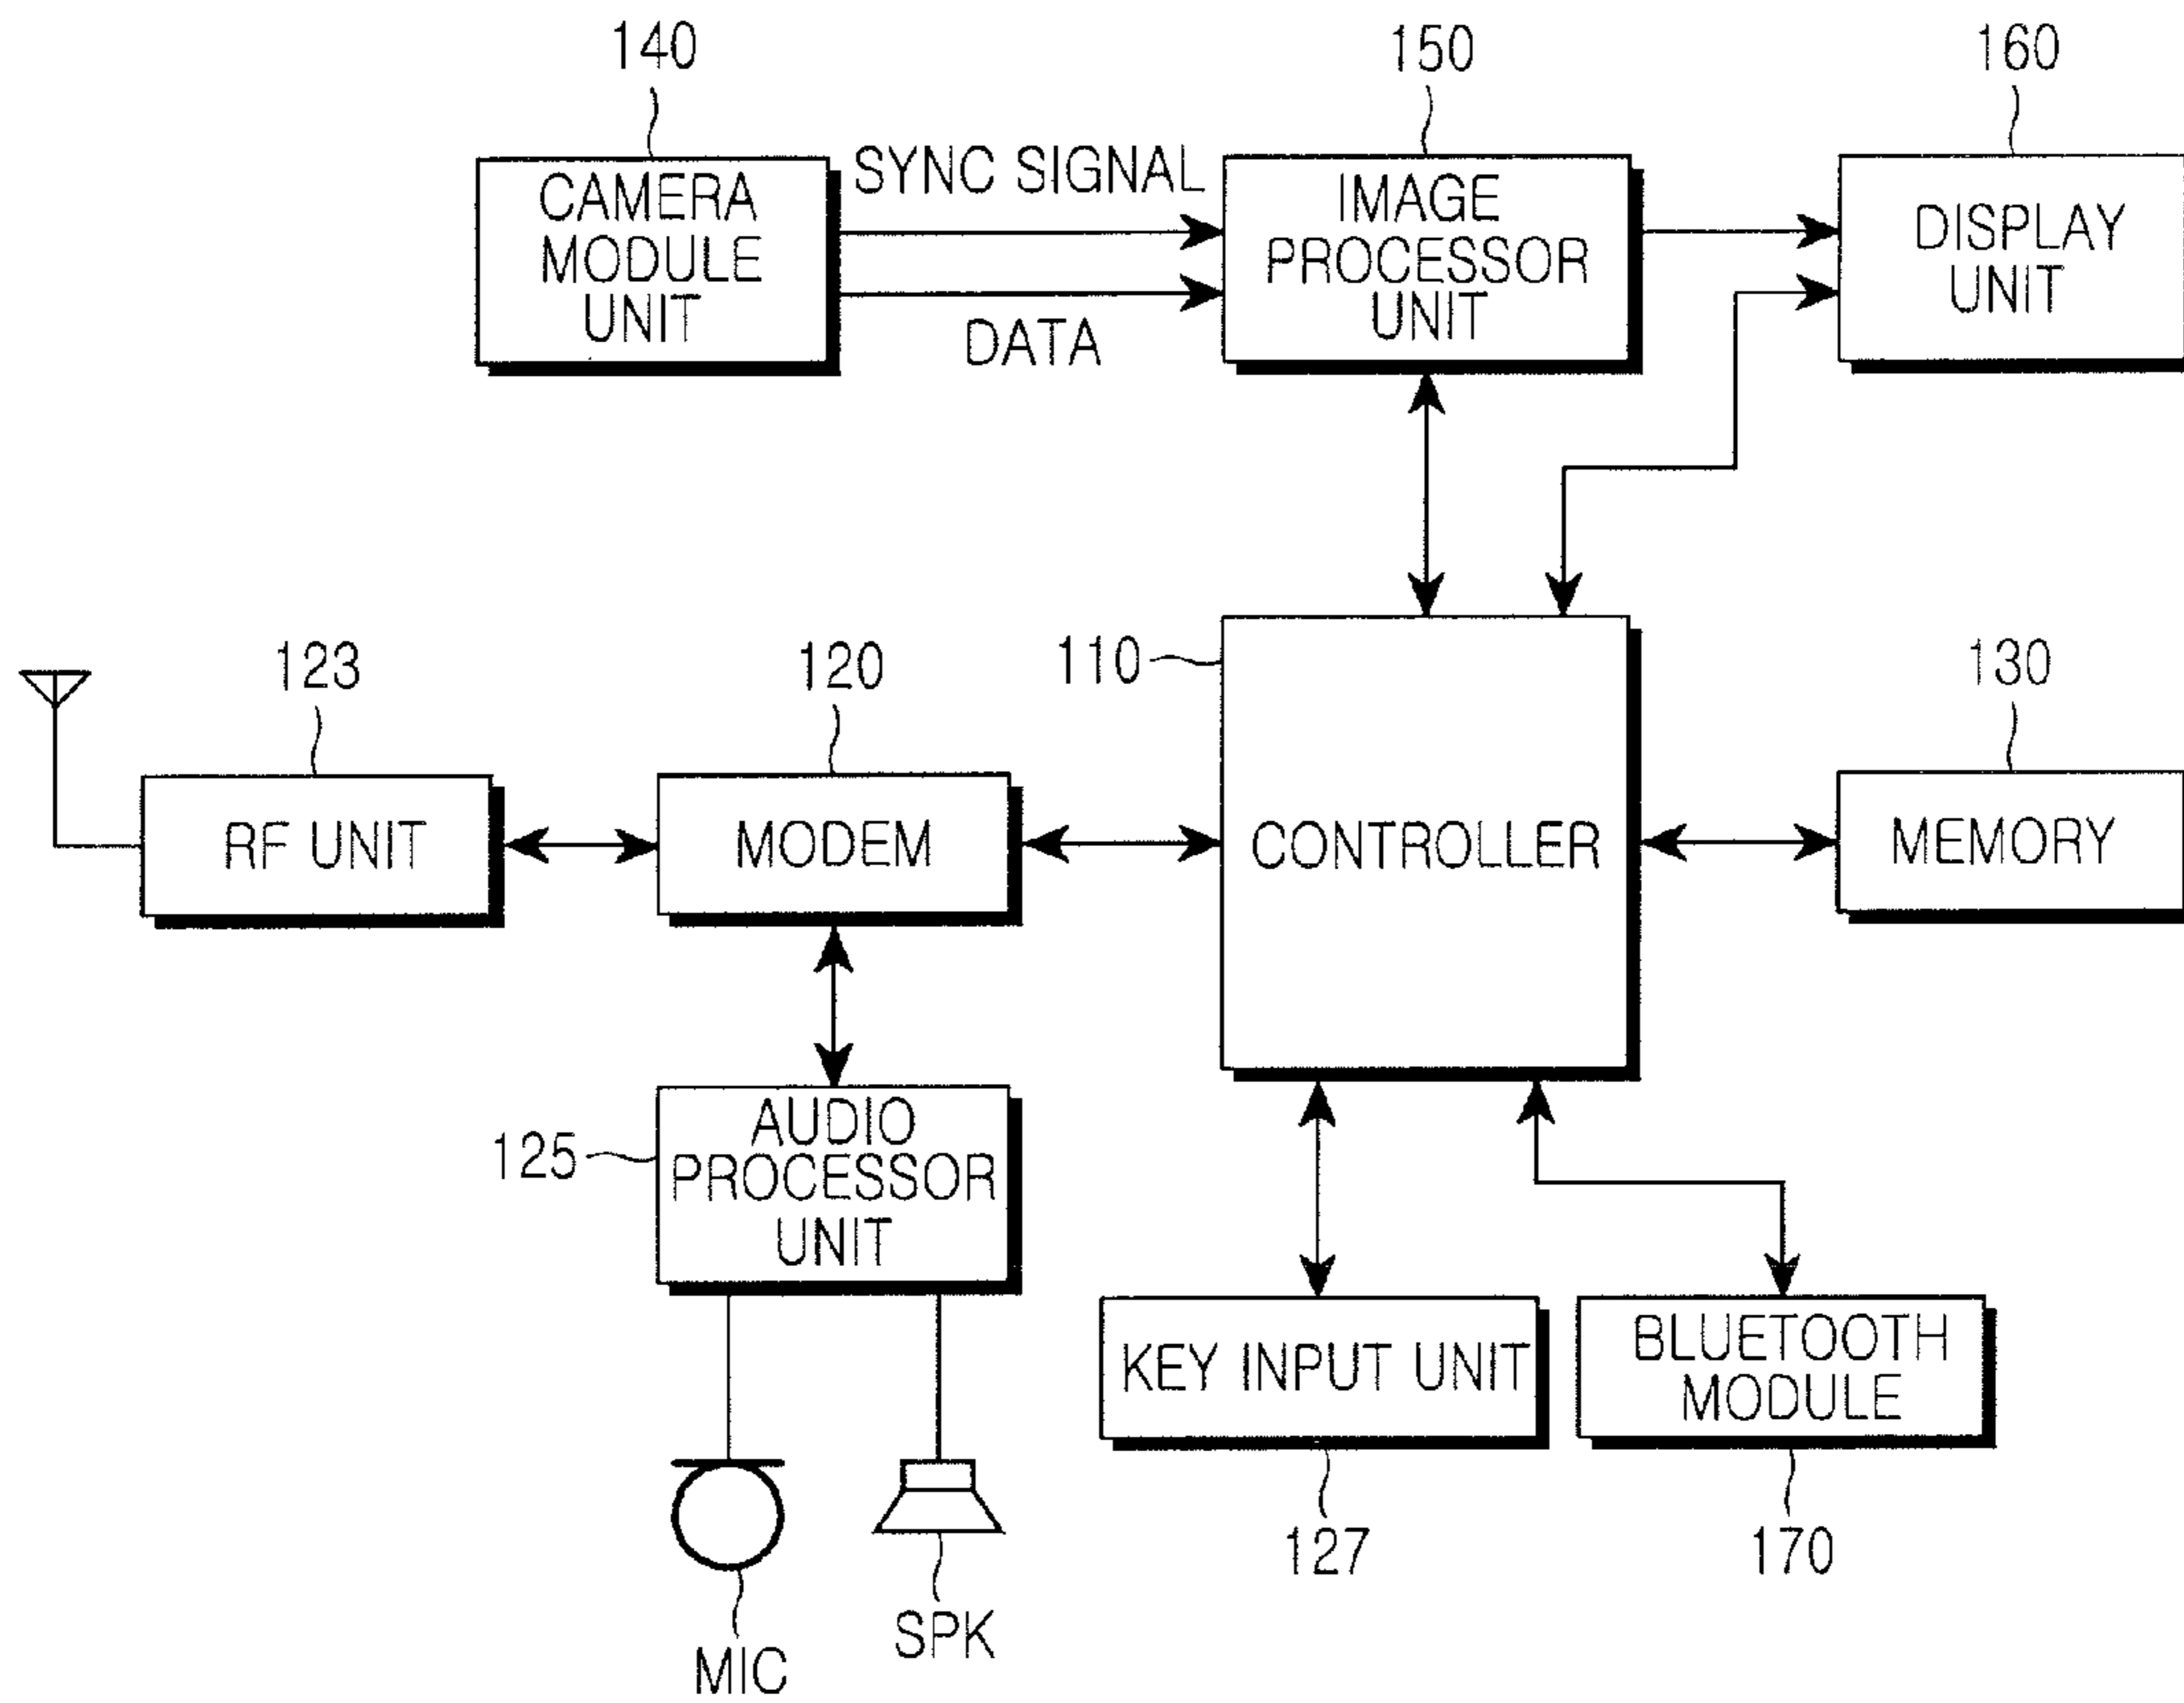 140
150
160
CAMERA
MODULE
UNIT
SYNC SIGNAL
DATA
IMAGE
PROCESSOR
UNIT
DISPLAY
UNIT
123
120
110
130
RF UNIT
MODEM
CONTROLLER
MEMORY
125
AUDIO
PROCESSOR
UNIT
KEY INPUT UNIT
BLUETOOTH
MODULE
127
170
MIC
SPK